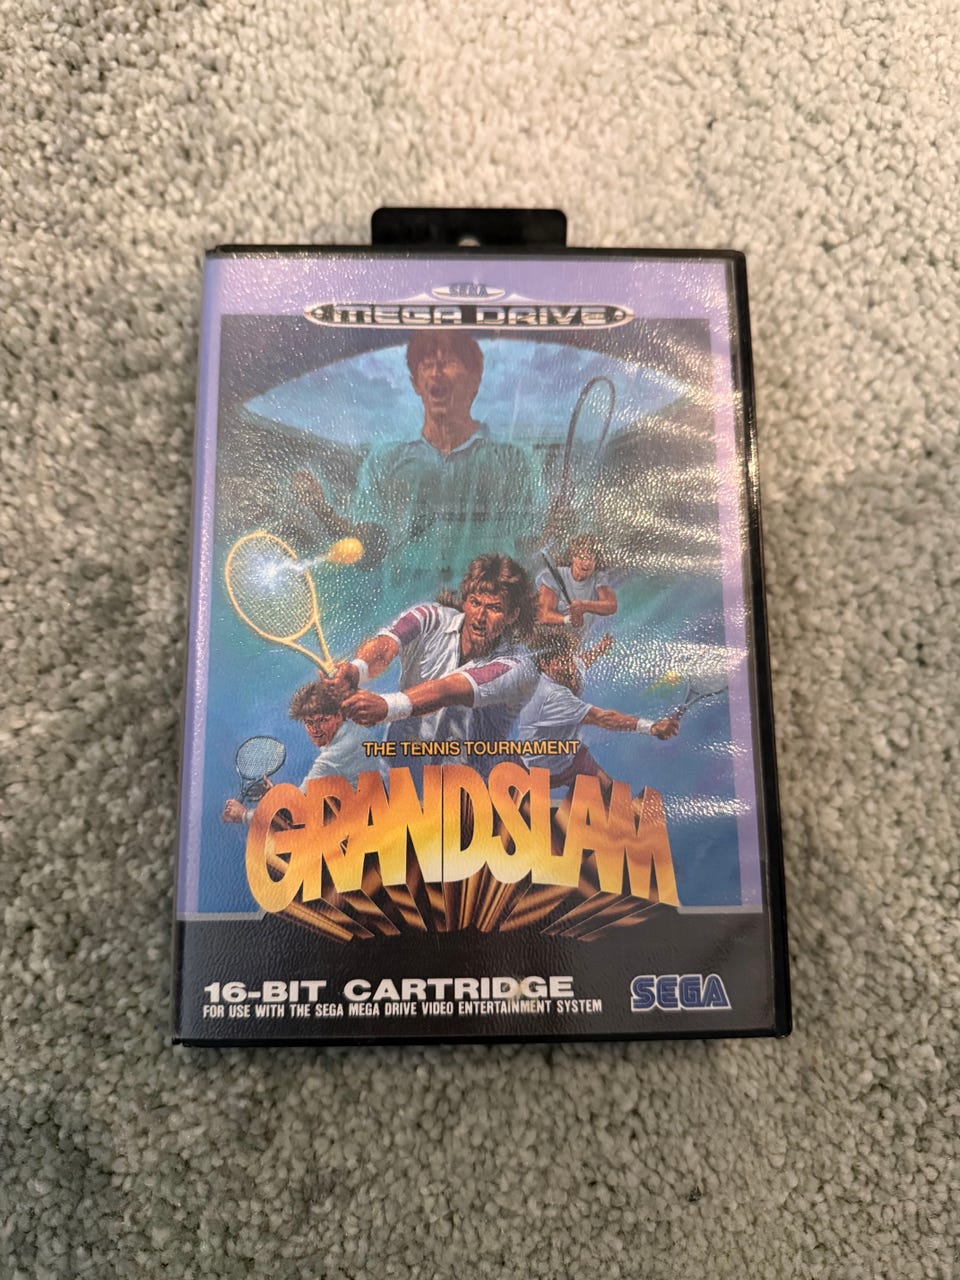 SEGA
MEGA DRIVE
THE TENNIS TOURNAMENT
GRANDSLAM
16-BIT CARTRIDGE
FOR USE WITH THE SEGA MEGA DRIVE VIDEO ENTERTAINMENT SYSTEM
SEGA